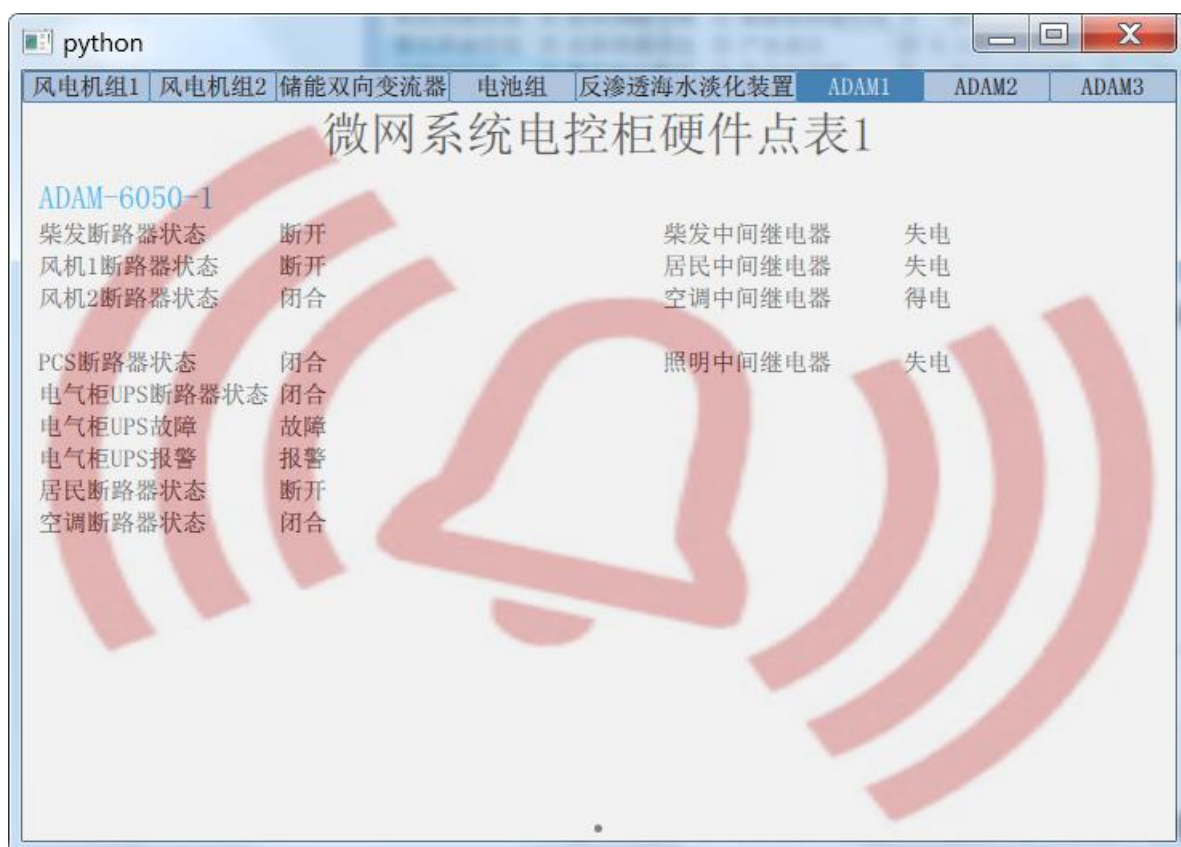 python
风电机组1 风电机组2 储能双向变流器 电池组 反渗透海水淡化装置 ADAM1 ADAM2 ADAM3
微网系统电控柜硬件点表1
ADAM-6050-1
柴发断路器状态 断开 柴发中间继电器 失电
风机1断路器状态 断开 居民中间继电器 失电
风机2断路器状态 闭合 空调中间继电器 得电
PCS断路器状态 闭合 照明中间继电器 失电
电气柜UPS断路器状态 闭合
电气柜UPS故障 故障
电气柜UPS报警 报警
居民断路器状态 断开
空调断路器状态 闭合